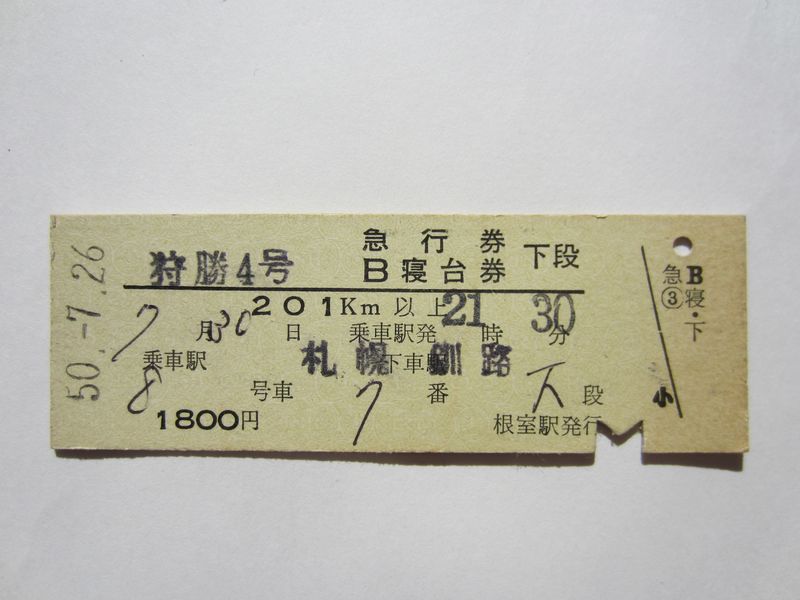 50.-7.26
狩勝4号
急行券
B寝台券
下段
201Km以上
7月30日 乗車駅発 21時30分
乗車駅 札幌 下車駅 釧路
8号車 7番 下段
1800円
根室駅発行
小
急③
B寝・下